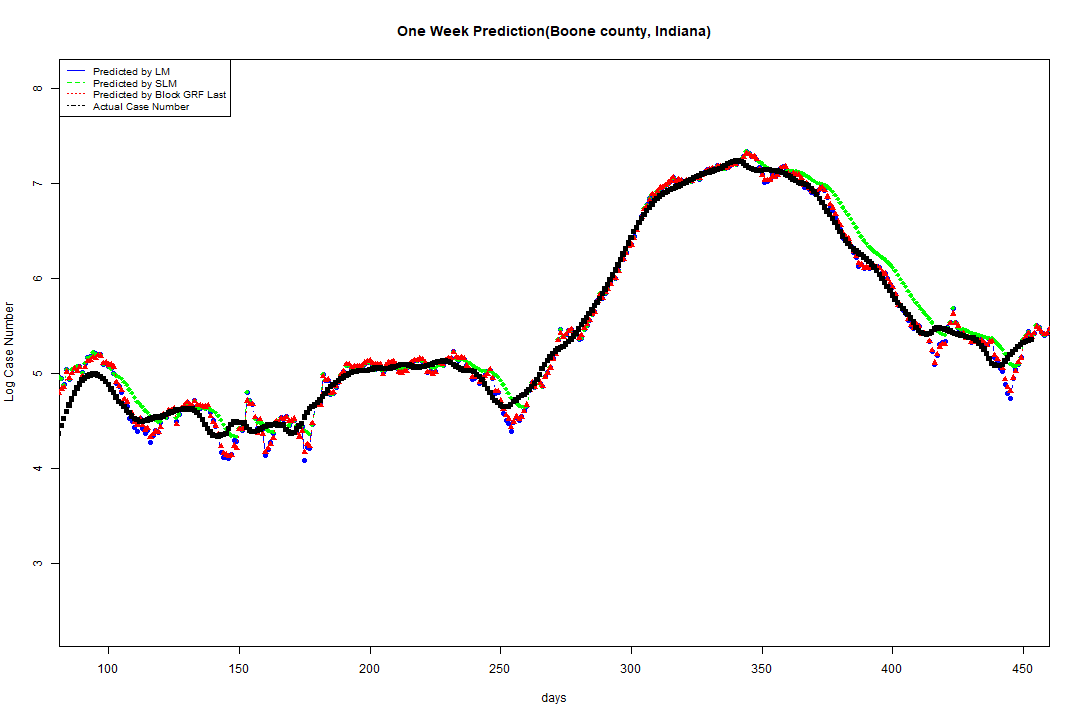 One Week Prediction(Boone county, Indiana)
Predicted by LM
Predicted by SLM
Predicted by Block GRF Last
Actual Case Number
8
7
6
5
4
3
Log Case Number
100 150 200 250 300 350 400 450
days